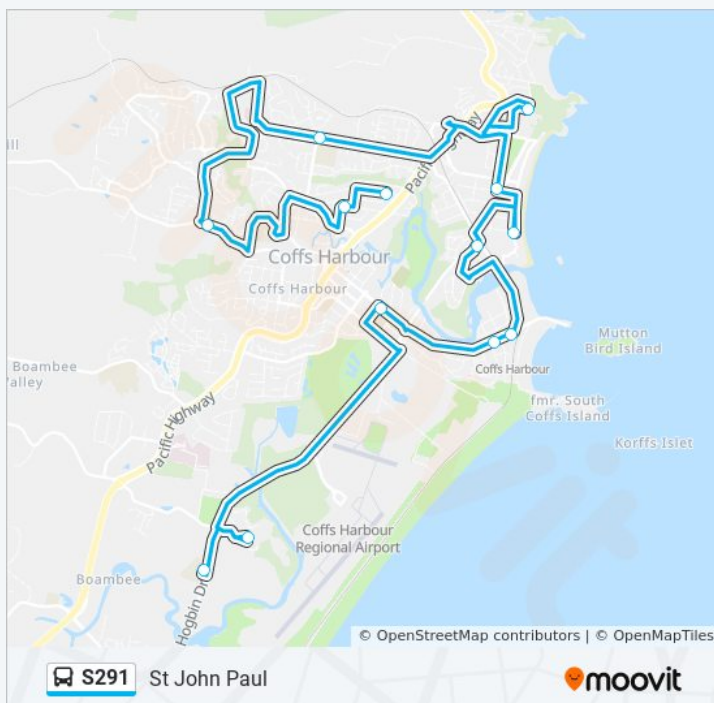 ill
Pacific Highway
Coffs Harbour
Coffs Harbour
Boambee
Valley
Mutton
Bird Island
Coffs Harbour
fmr. South
Coffs Island
Korffs Islet
Pacific Highway
Coffs Harbour
Regional Airport
Boambee
Hogbin Dr
© OpenStreetMap contributors | © OpenMapTiles
S291 St John Paul
moovit